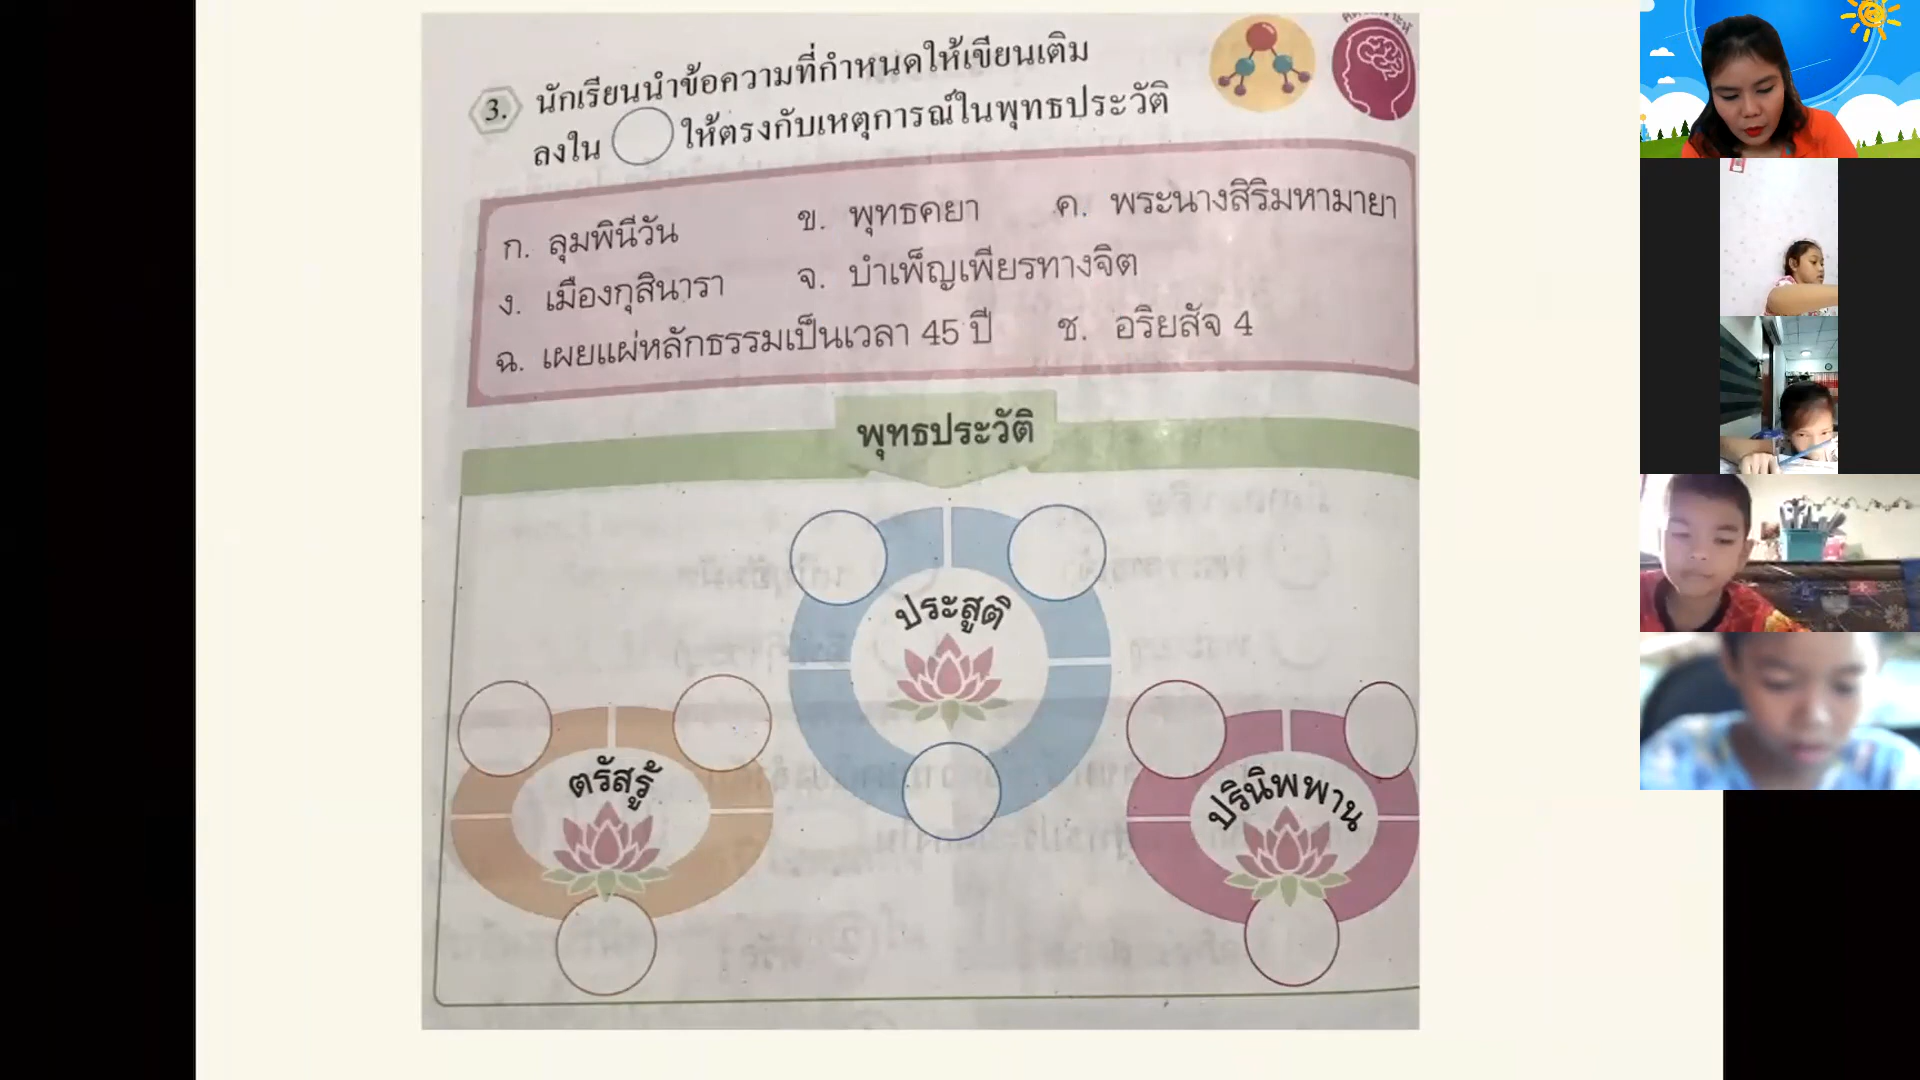 3. นักเรียนนำข้อความที่กำหนดให้เขียนเติม
ลงใน ให้ตรงกับเหตุการณ์ในพุทธประวัติ
ก. ลุมพินีวัน ข. พุทธคยา ค. พระนางสิริมหามายา
ง. เมืองกุสินารา จ. บำเพ็ญเพียรทางจิต
ฉ. เผยแผ่หลักธรรมเป็นเวลา 45 ปี ช. อริยสัจ 4
พุทธประวัติ
ประสูติ
ตรัสรู้
ปรินิพพาน